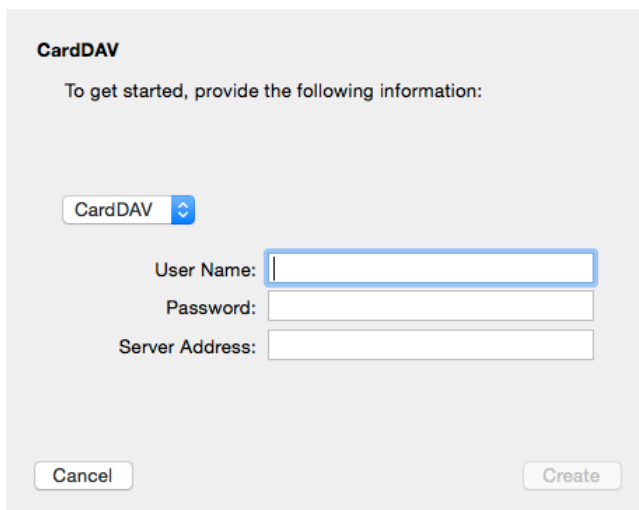 CardDAV
To get started, provide the following information:
CardDAV
User Name:
Password:
Server Address:
Cancel
Create